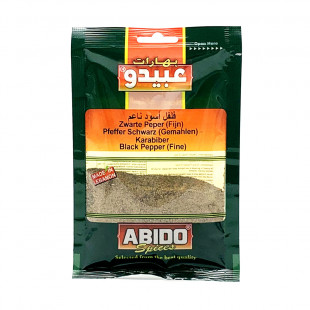 Open Here
بهارات
عبيدو
فلفل اسود ناعم
Zwarte Peper (Fijn)
Pfeffer Schwarz (Gemahlen)
Karabiber
Black Pepper (Fine)
MADE IN
LEBANON
ABIDO
Spices
Selected from the best quality